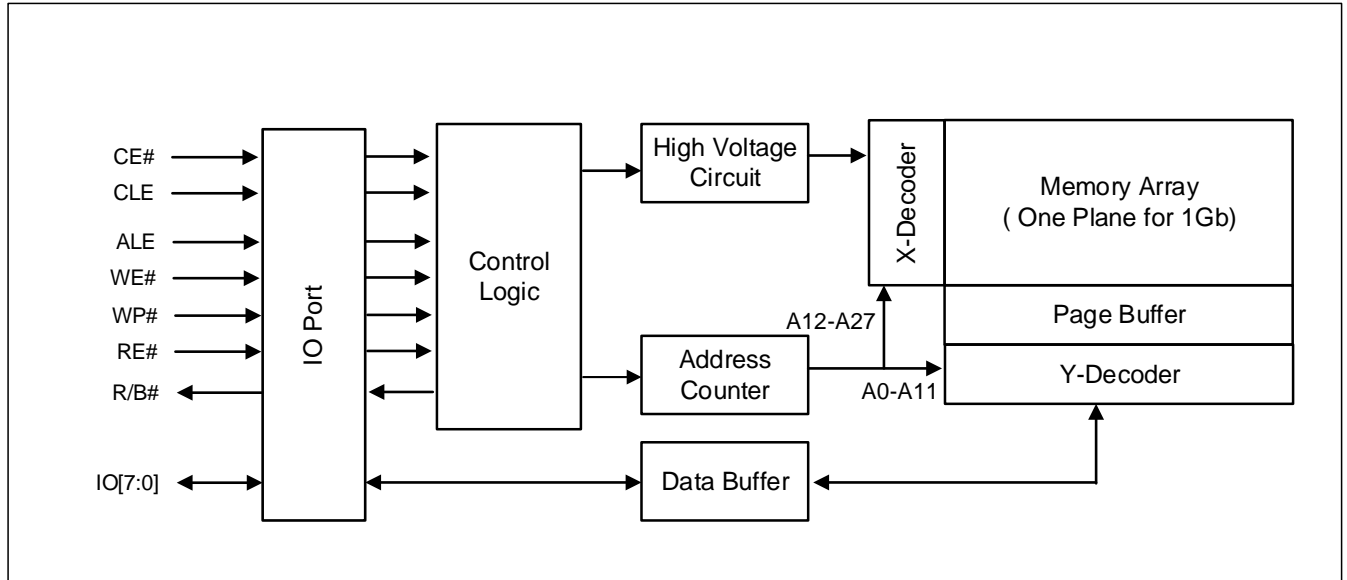 CE#
CLE
ALE
WE#
WP#
RE#
R/B#
IO[7:0]
IO Port
Control
Logic
High Voltage
Circuit
Address
Counter
Data Buffer
A12-A27
A0-A11
X-Decoder
Memory Array
( One Plane for 1Gb)
Page Buffer
Y-Decoder